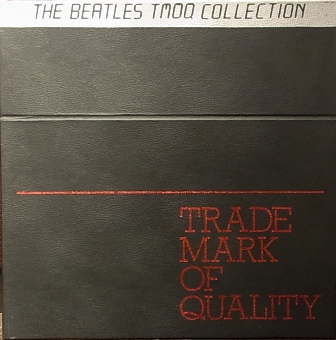 THE BEATLES TMOQ COLLECTION
TRADE
MARK
OF
QUALITY